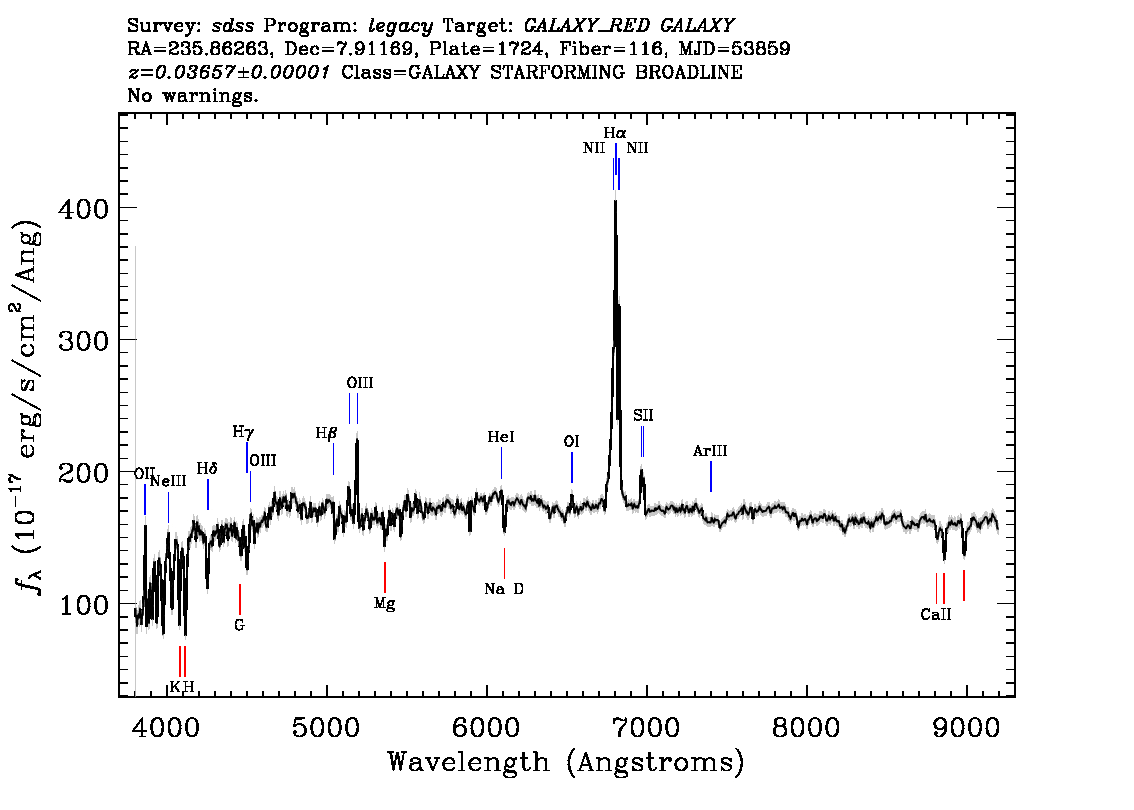 Survey: sdss Program: legacy Target: GALAXY_RED GALAXY
RA=235.86263, Dec=7.91169, Plate=1724, Fiber=116, MJD=53859
z=0.03657±0.00001 Class=GALAXY STARFORMING BROADLINE
No warnings.
Hα
NII NII
400
300
200
100
OIII
Hγ
Hβ
OIII
HeI
OI
SII
ArIII
OII
NeIII
Hδ
Mg
Na D
G
CaII
K H
4000 5000 6000 7000 8000 9000
Wavelength (Angstroms)
f_λ (10^−17 erg/s/cm^2/Ang)